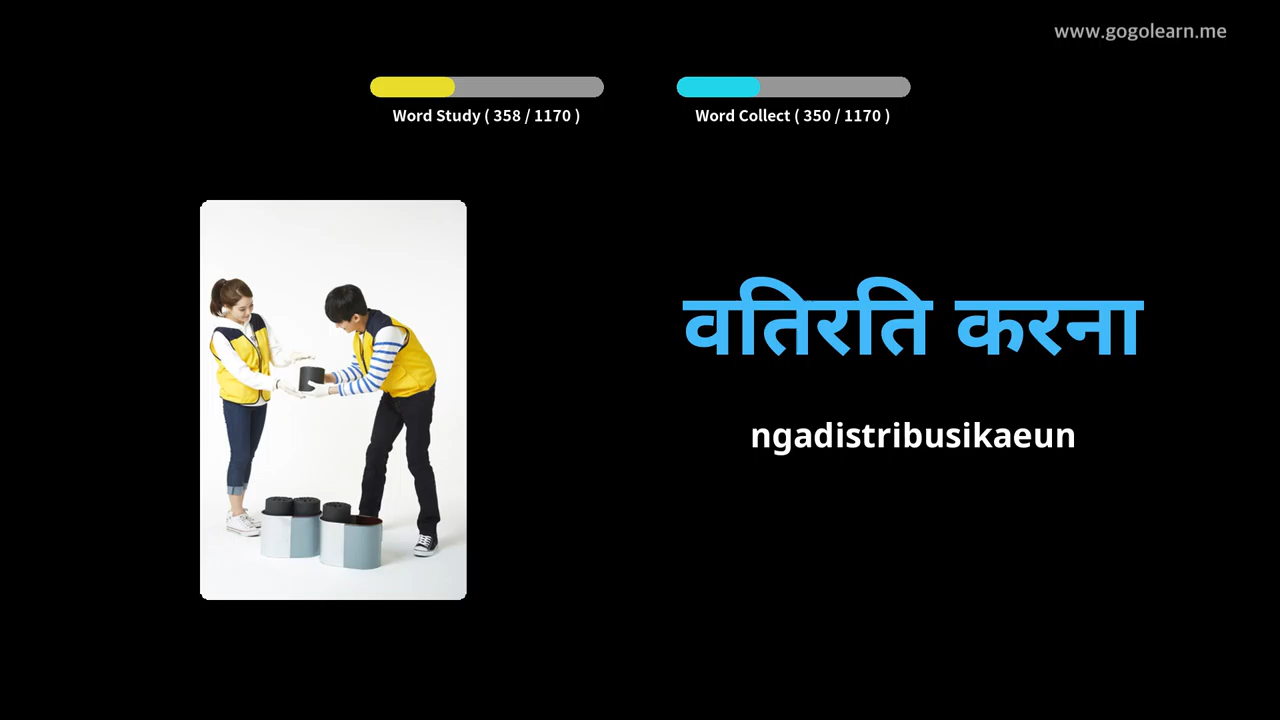 www.gogolearn.me
Word Study ( 358 / 1170 )
Word Collect ( 350 / 1170 )
वतिरति करना
ngadistribusikaeun